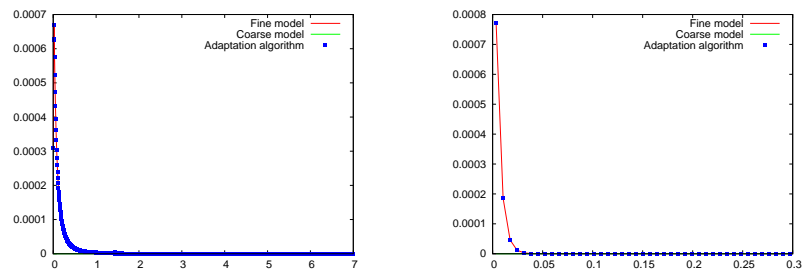 0.0007
0.0006
0.0005
0.0004
0.0003
0.0002
0.0001
0
0 1 2 3 4 5 6 7
Fine model
Coarse model
Adaptation algorithm
0.0008
0.0007
0.0006
0.0005
0.0004
0.0003
0.0002
0.0001
0
0 0.05 0.1 0.15 0.2 0.25 0.3
Fine model
Coarse model
Adaptation algorithm